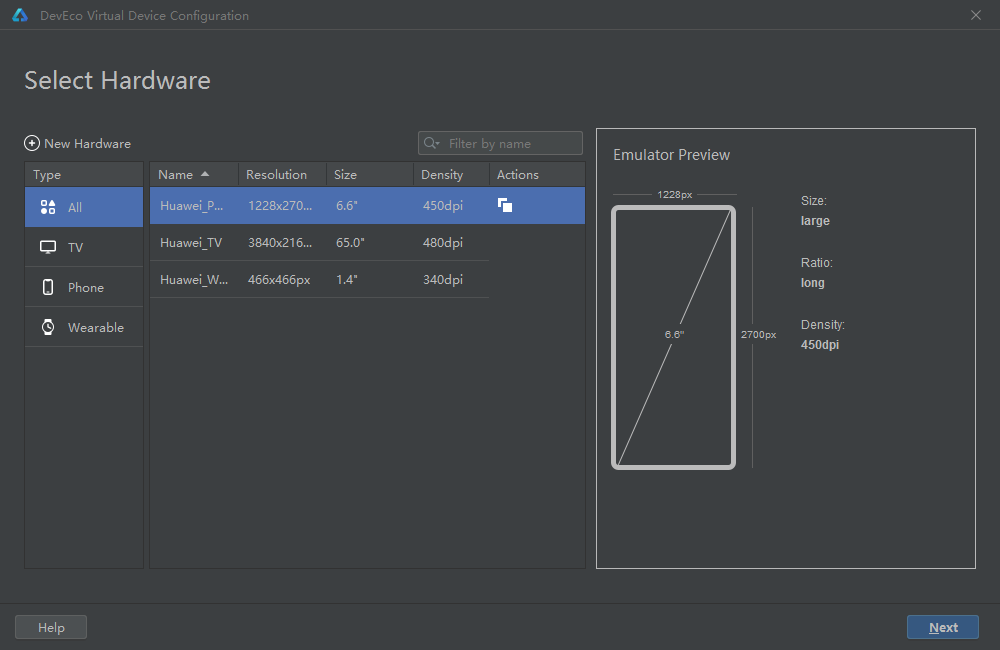 DevEco Virtual Device Configuration
Select Hardware
New Hardware
Filter by name
Type
All
TV
Phone
Wearable
Name Resolution Size Density Actions
Huawei_P... 1228x270... 6.6" 450dpi
Huawei_TV 3840x216... 65.0" 480dpi
Huawei_W... 466x466px 1.4" 340dpi
Emulator Preview
1228px
6.6"
2700px
Size:
large
Ratio:
long
Density:
450dpi
Help
Next